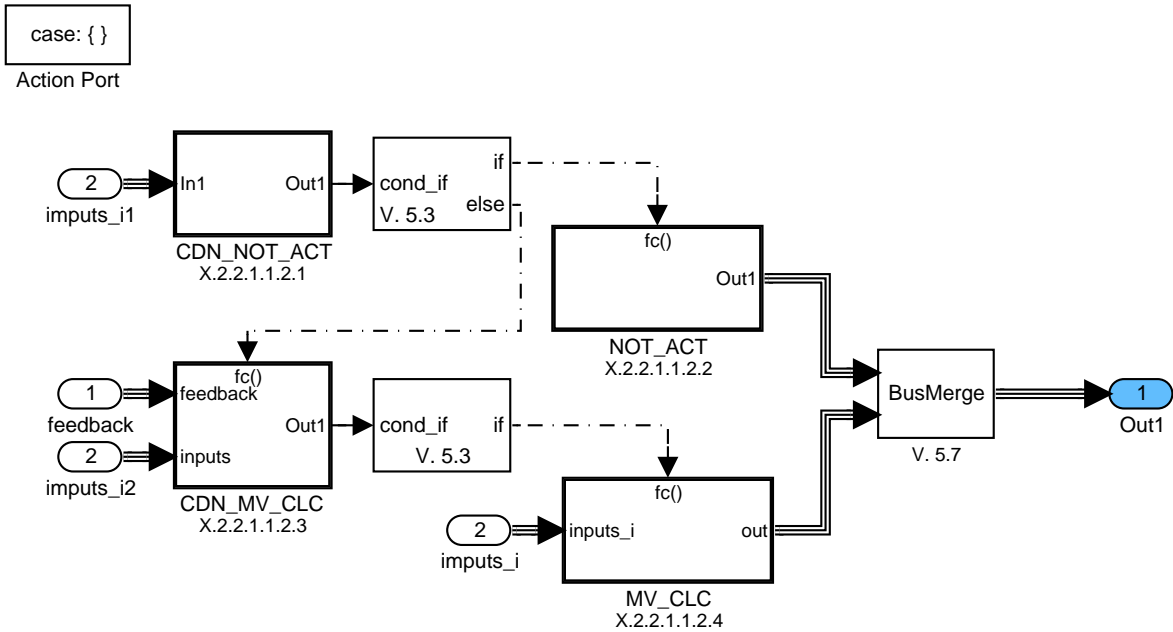 case: { }
Action Port
2
imputs_i1
In1
Out1
CDN_NOT_ACT
X.2.2.1.1.2.1
cond_if
if
else
V. 5.3
fc()
Out1
NOT_ACT
X.2.2.1.1.2.2
1
feedback
2
imputs_i2
fc()
feedback
inputs
Out1
CDN_MV_CLC
X.2.2.1.1.2.3
cond_if
if
V. 5.3
2
imputs_i
fc()
inputs_i
out
MV_CLC
X.2.2.1.1.2.4
BusMerge
V. 5.7
1
Out1